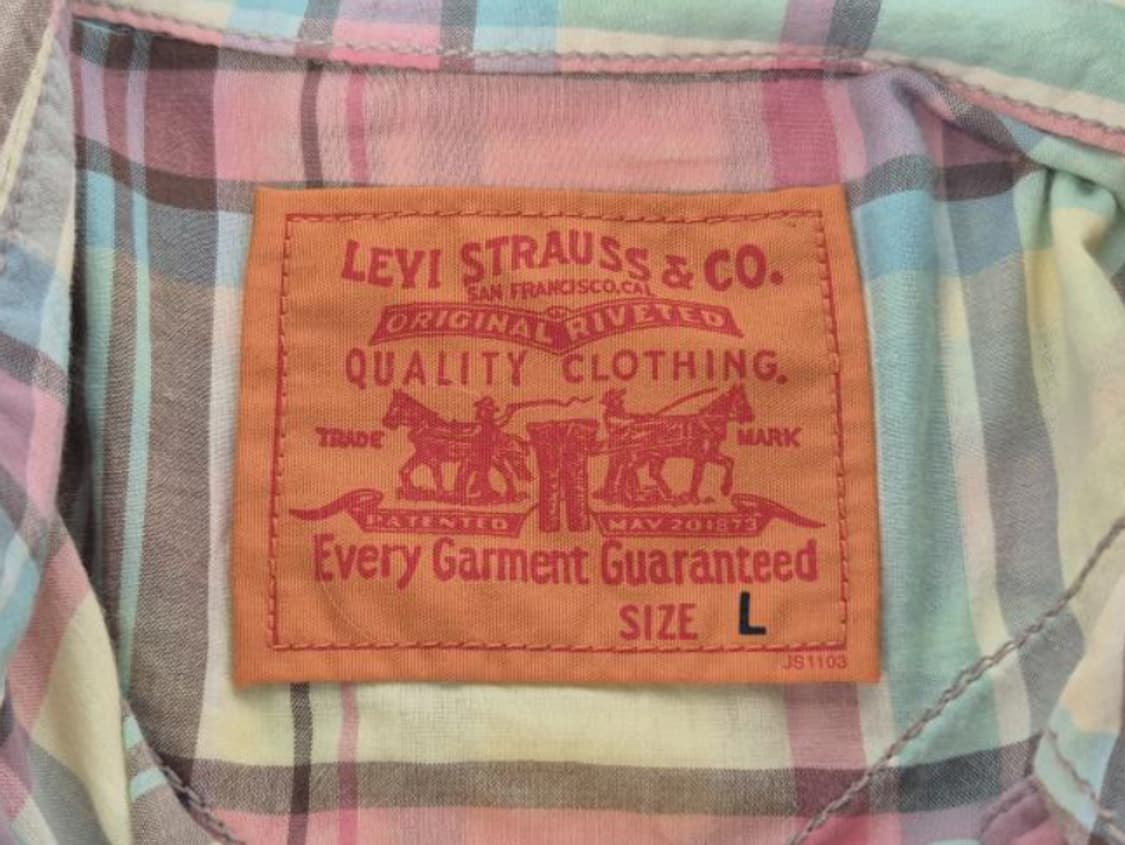 LEVI STRAUSS & CO.
SAN FRANCISCO, CAL
ORIGINAL RIVETED
QUALITY CLOTHING.
TRADE MARK
PATENTED MAY 20 1873
Every Garment Guaranteed
SIZE L
JS1103